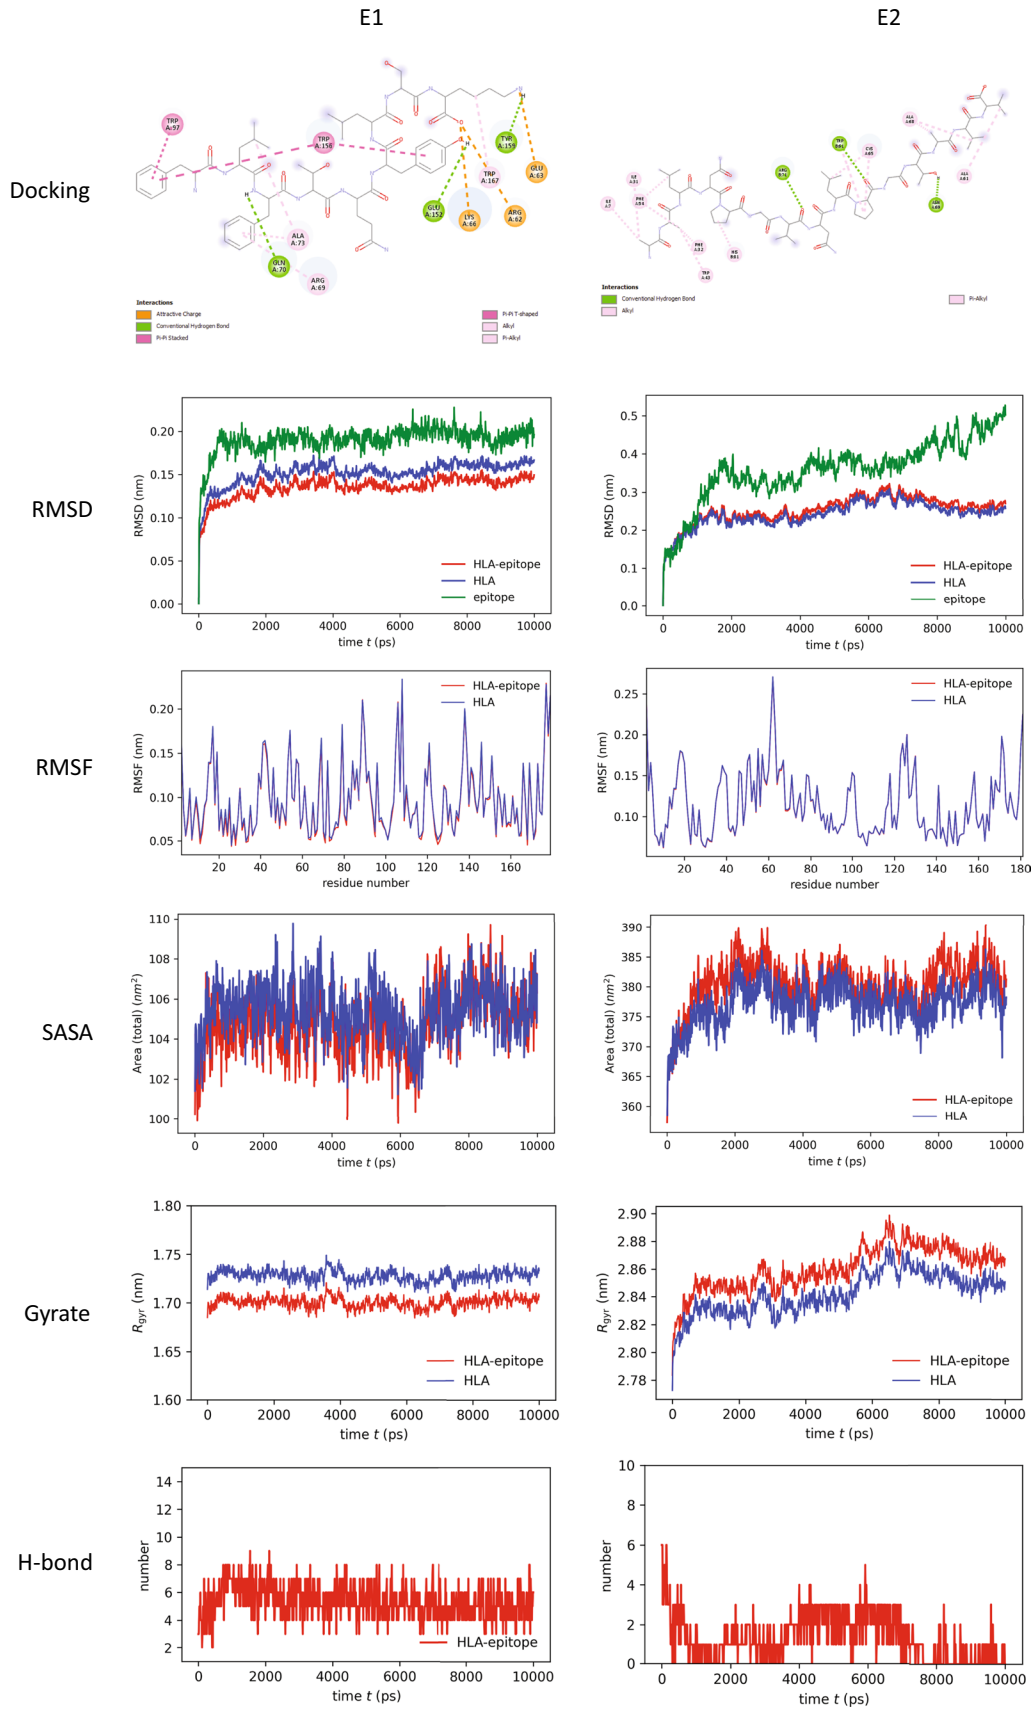 E1 E2
Docking
TRP A:97
TRP A:158
TYR A:159
GLU A:63
TRP A:167
ARG A:62
GLU A:152
LYS A:66
ALA A:73
GLN A:70
ARG A:69
Interactions
Attractive Charge
Conventional Hydrogen Bond
Pi-Pi Stacked
Pi-Pi T-shaped
Alkyl
Pi-Alkyl
Interactions
Conventional Hydrogen Bond
Alkyl
Pi-Alkyl
RMSD
RMSD (nm)
0.20
0.15
0.10
0.05
0.00
HLA-epitope
HLA
epitope
0 2000 4000 6000 8000 10000
time t (ps)
RMSD (nm)
0.5
0.4
0.3
0.2
0.1
0.0
HLA-epitope
HLA
epitope
0 2000 4000 6000 8000 10000
time t (ps)
RMSF
RMSF (nm)
0.20
0.15
0.10
0.05
HLA-epitope
HLA
20 40 60 80 100 120 140 160
residue number
RMSF (nm)
0.25
0.20
0.15
0.10
HLA-epitope
HLA
20 40 60 80 100 120 140 160 180
residue number
SASA
Area (total) (nm²)
110
108
106
104
102
100
HLA-epitope
HLA
0 2000 4000 6000 8000 10000
time t (ps)
Area (total) (nm²)
390
385
380
375
370
365
360
HLA-epitope
HLA
0 2000 4000 6000 8000 10000
time t (ps)
Gyrate
Rgyr (nm)
1.80
1.75
1.70
1.65
1.60
HLA-epitope
HLA
0 2000 4000 6000 8000 10000
time t (ps)
Rgyr (nm)
2.90
2.88
2.86
2.84
2.82
2.80
2.78
HLA-epitope
HLA
0 2000 4000 6000 8000 10000
time t (ps)
H-bond
number
14
12
10
8
6
4
2
HLA-epitope
0 2000 4000 6000 8000 10000
time t (ps)
number
10
8
6
4
2
0
0 2000 4000 6000 8000 10000
time t (ps)